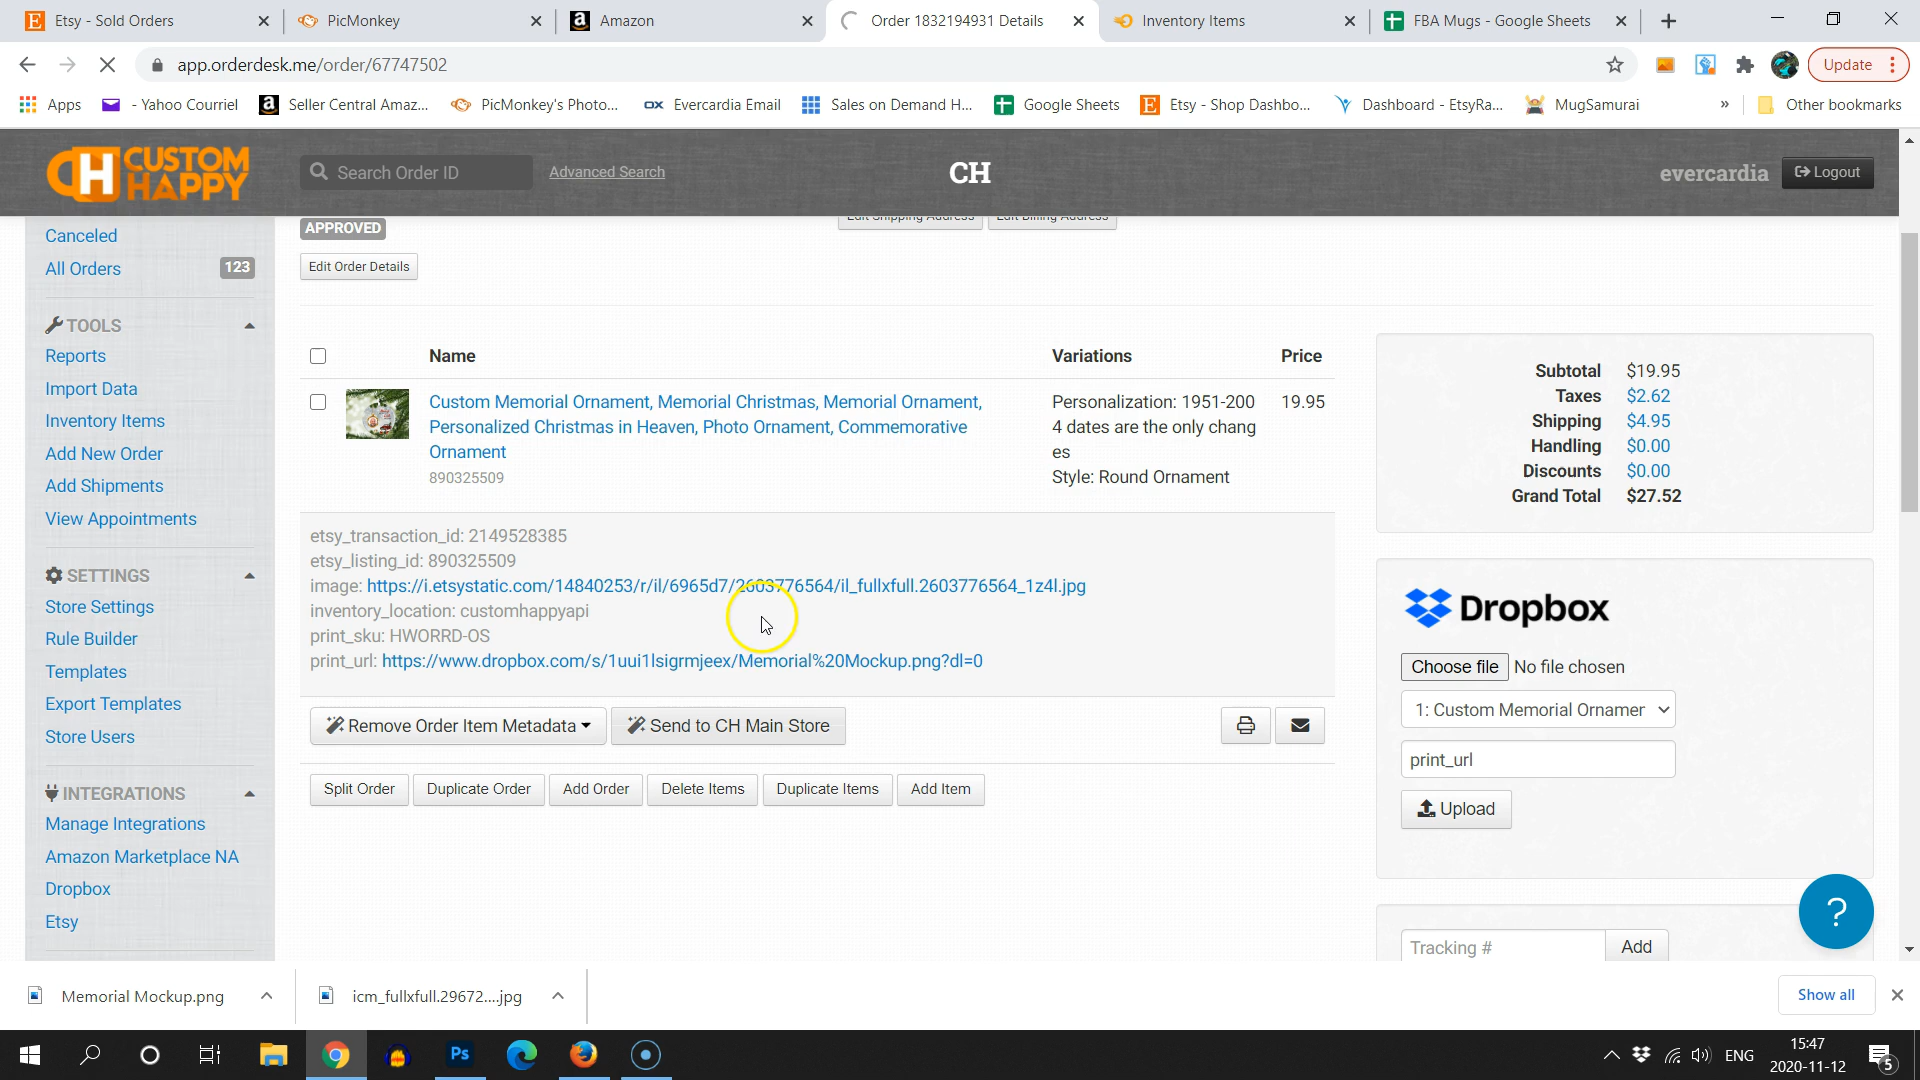 Etsy - Sold Orders
PicMonkey
Amazon
Order 1832194931 Details
Inventory Items
FBA Mugs - Google Sheets
app.orderdesk.me/order/67747502
Update
Apps
- Yahoo Courriel
Seller Central Amaz...
PicMonkey's Photo...
Evercardia Email
Sales on Demand H...
Google Sheets
Etsy - Shop Dashbo...
Dashboard - EtsyRa...
MugSamurai
»
Other bookmarks
CH CUSTOM HAPPY
Search Order ID
Advanced Search
CH
evercardia
Logout
Canceled
All Orders 123
TOOLS
Reports
Import Data
Inventory Items
Add New Order
Add Shipments
View Appointments
SETTINGS
Store Settings
Rule Builder
Templates
Export Templates
Store Users
INTEGRATIONS
Manage Integrations
Amazon Marketplace NA
Dropbox
Etsy
Edit Shipping Address
Edit Billing Address
APPROVED
Edit Order Details
Name
Variations
Price
Custom Memorial Ornament, Memorial Christmas, Memorial Ornament,
Personalized Christmas in Heaven, Photo Ornament, Commemorative
Ornament
890325509
Personalization: 1951-200
4 dates are the only chang
es
Style: Round Ornament
19.95
etsy_transaction_id: 2149528385
etsy_listing_id: 890325509
image: https://i.etsystatic.com/14840253/r/il/6965d7/2603776564/il_fullxfull.2603776564_1z4l.jpg
inventory_location: customhappyapi
print_sku: HWORRD-OS
print_url: https://www.dropbox.com/s/1uui1lsigrmjeex/Memorial%20Mockup.png?dl=0
Remove Order Item Metadata
Send to CH Main Store
Split Order
Duplicate Order
Add Order
Delete Items
Duplicate Items
Add Item
Subtotal $19.95
Taxes $2.62
Shipping $4.95
Handling $0.00
Discounts $0.00
Grand Total $27.52
Dropbox
Choose file No file chosen
1: Custom Memorial Ornamer
print_url
Upload
?
Tracking #
Add
Memorial Mockup.png
icm_fullxfull.29672....jpg
Show all
Ps
ENG
15:47
2020-11-12
5